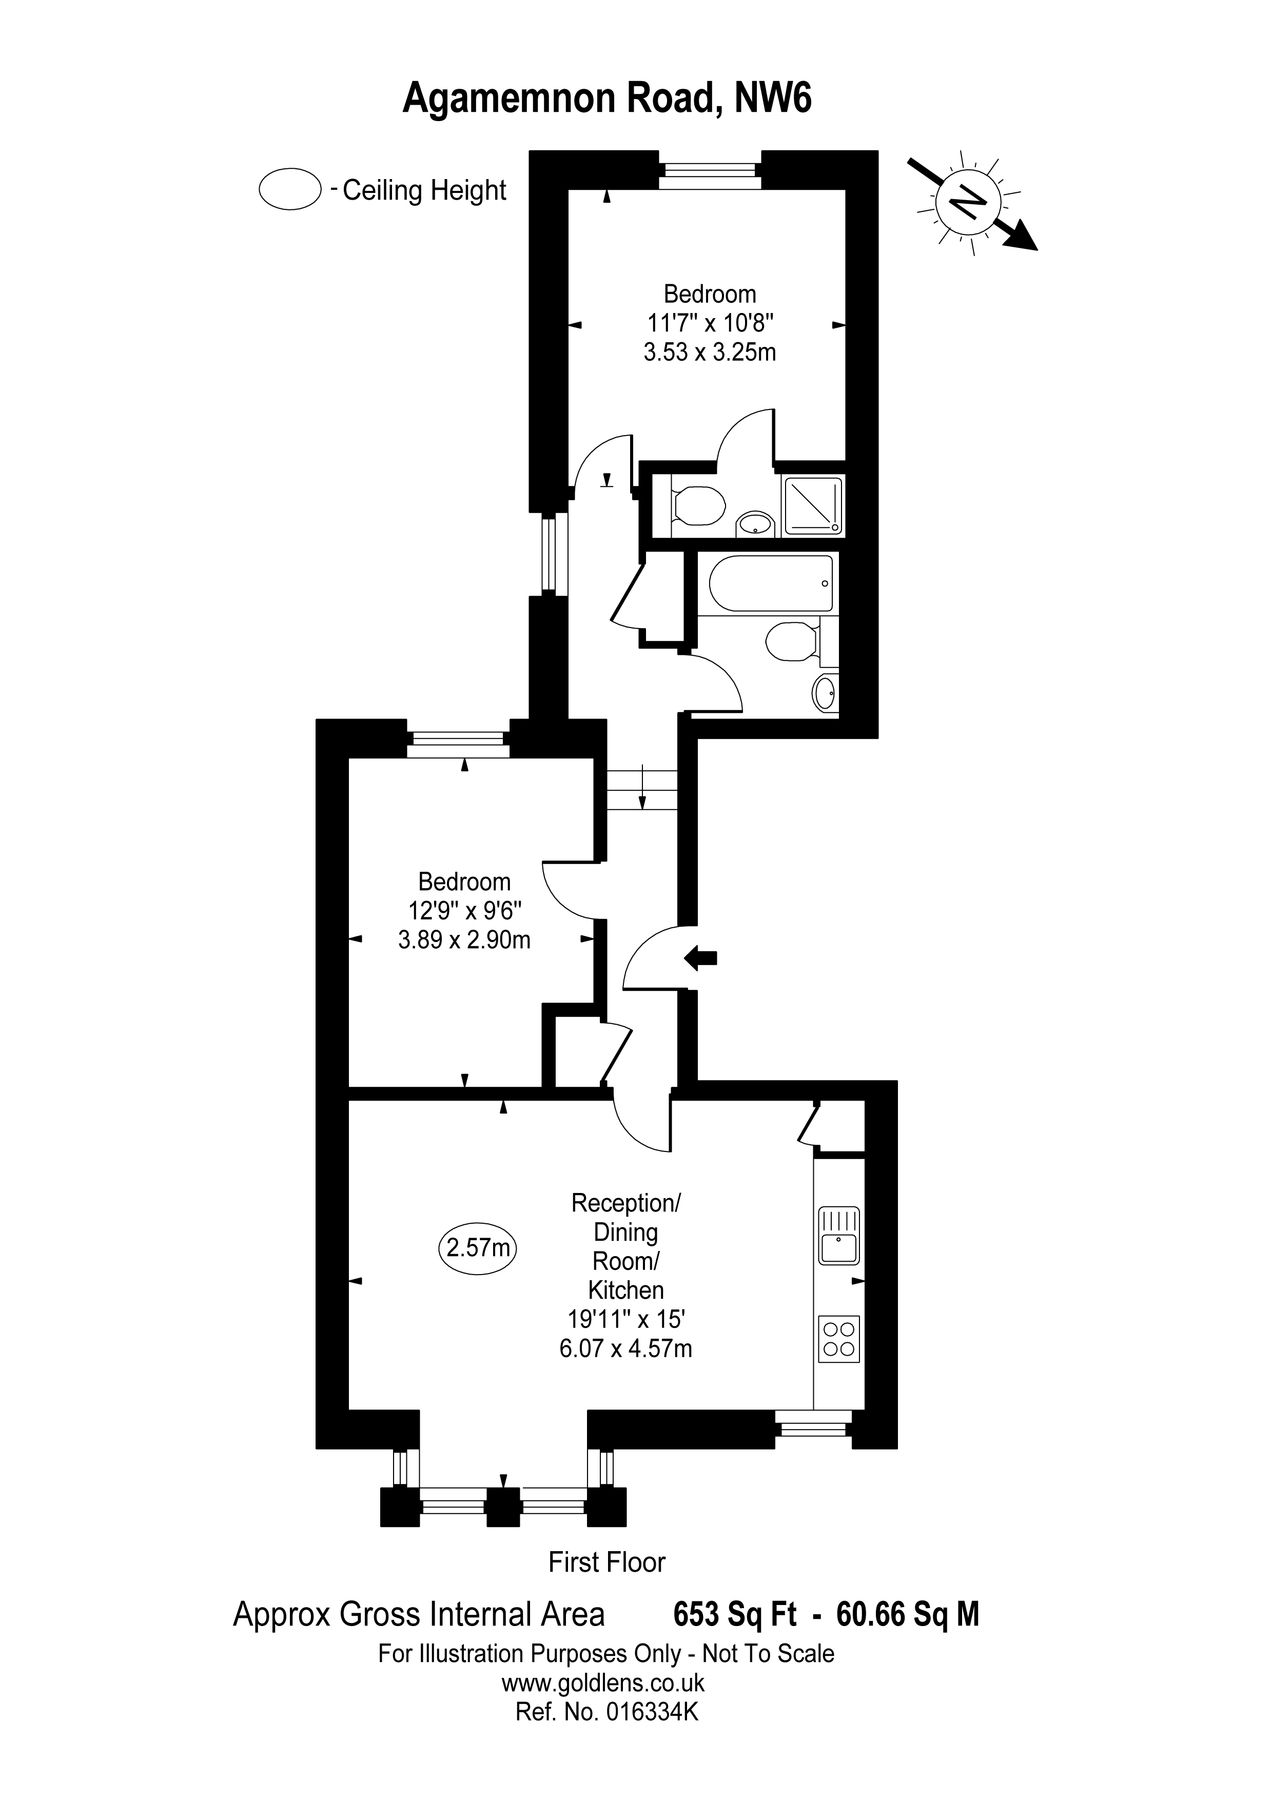 Agamemnon Road, NW6
- Ceiling Height
N
Bedroom
11'7" x 10'8"
3.53 x 3.25m
Bedroom
12'9" x 9'6"
3.89 x 2.90m
2.57m
Reception/
Dining
Room/
Kitchen
19'11" x 15'
6.07 x 4.57m
First Floor
Approx Gross Internal Area 653 Sq Ft - 60.66 Sq M
For Illustration Purposes Only - Not To Scale
www.goldlens.co.uk
Ref. No. 016334K